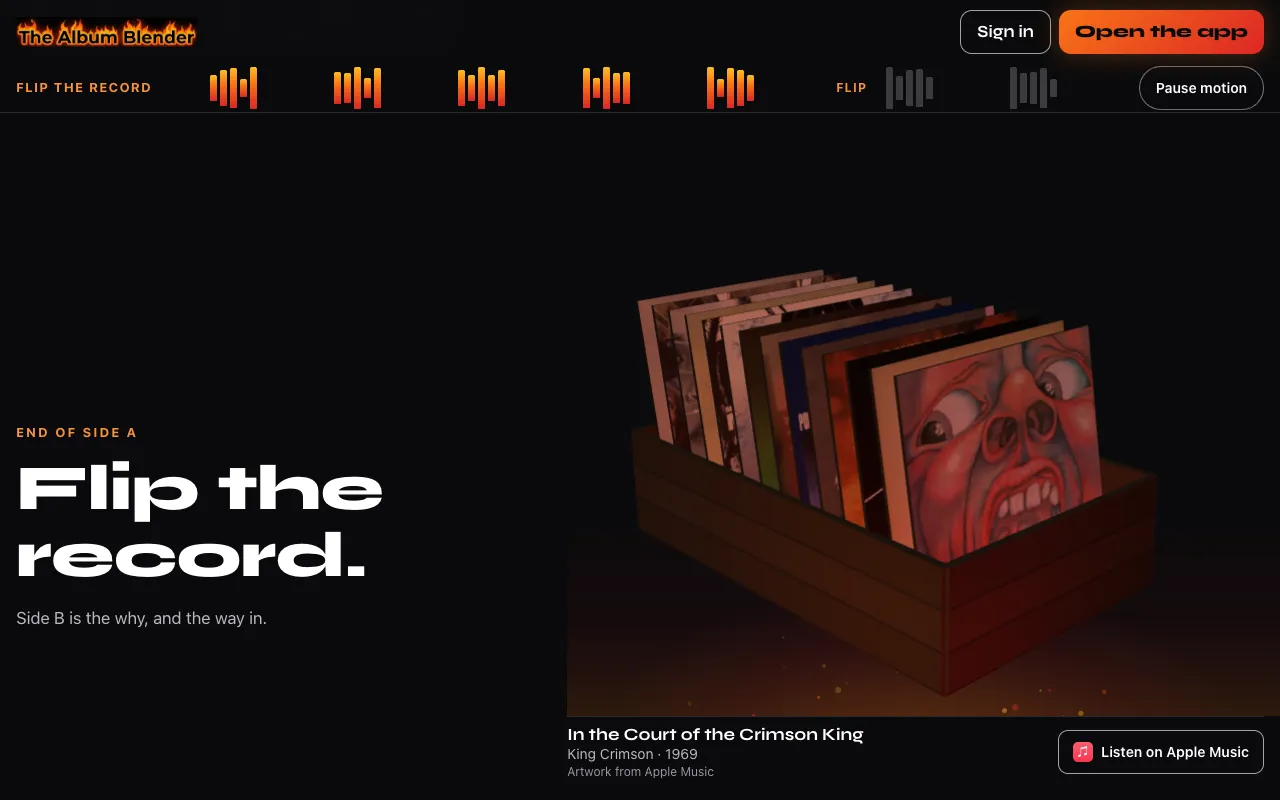 The Album Blender
Sign in
Open the app
FLIP THE RECORD
FLIP
Pause motion
END OF SIDE A
Flip the
record.
Side B is the why, and the way in.
In the Court of the Crimson King
King Crimson · 1969
Artwork from Apple Music
Listen on Apple Music